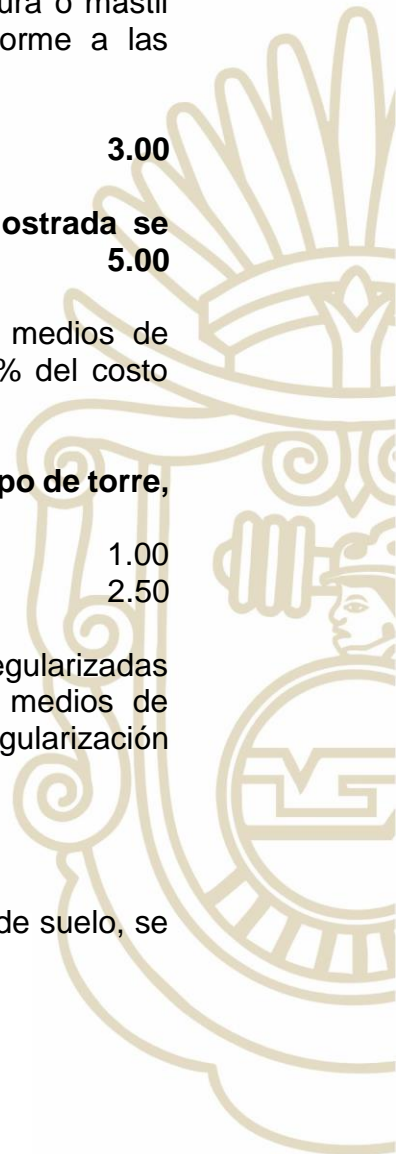 ura o mástil
orme a las
3.00
ostrada se
5.00
medios de
% del costo
po de torre,
1.00
2.50
egularizadas
medios de
gularización
de suelo, se